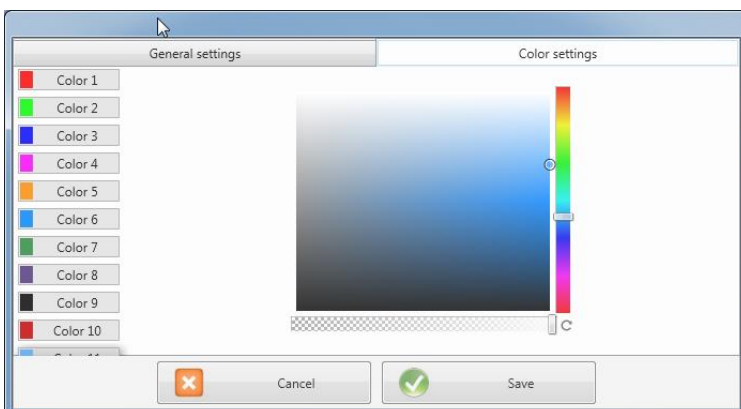 General settings
Color settings
Color 1
Color 2
Color 3
Color 4
Color 5
Color 6
Color 7
Color 8
Color 9
Color 10
Cancel
Save